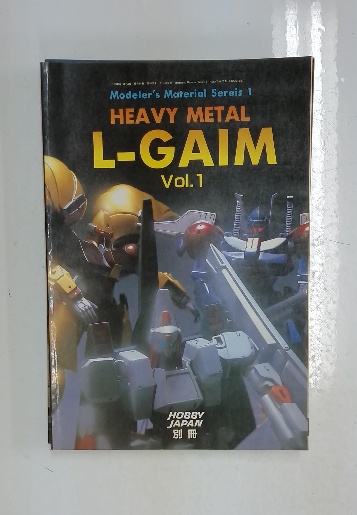 Modeler's Material Sereis 1
HEAVY METAL
L-GAIM
Vol.1
HOBBY
JAPAN
別冊